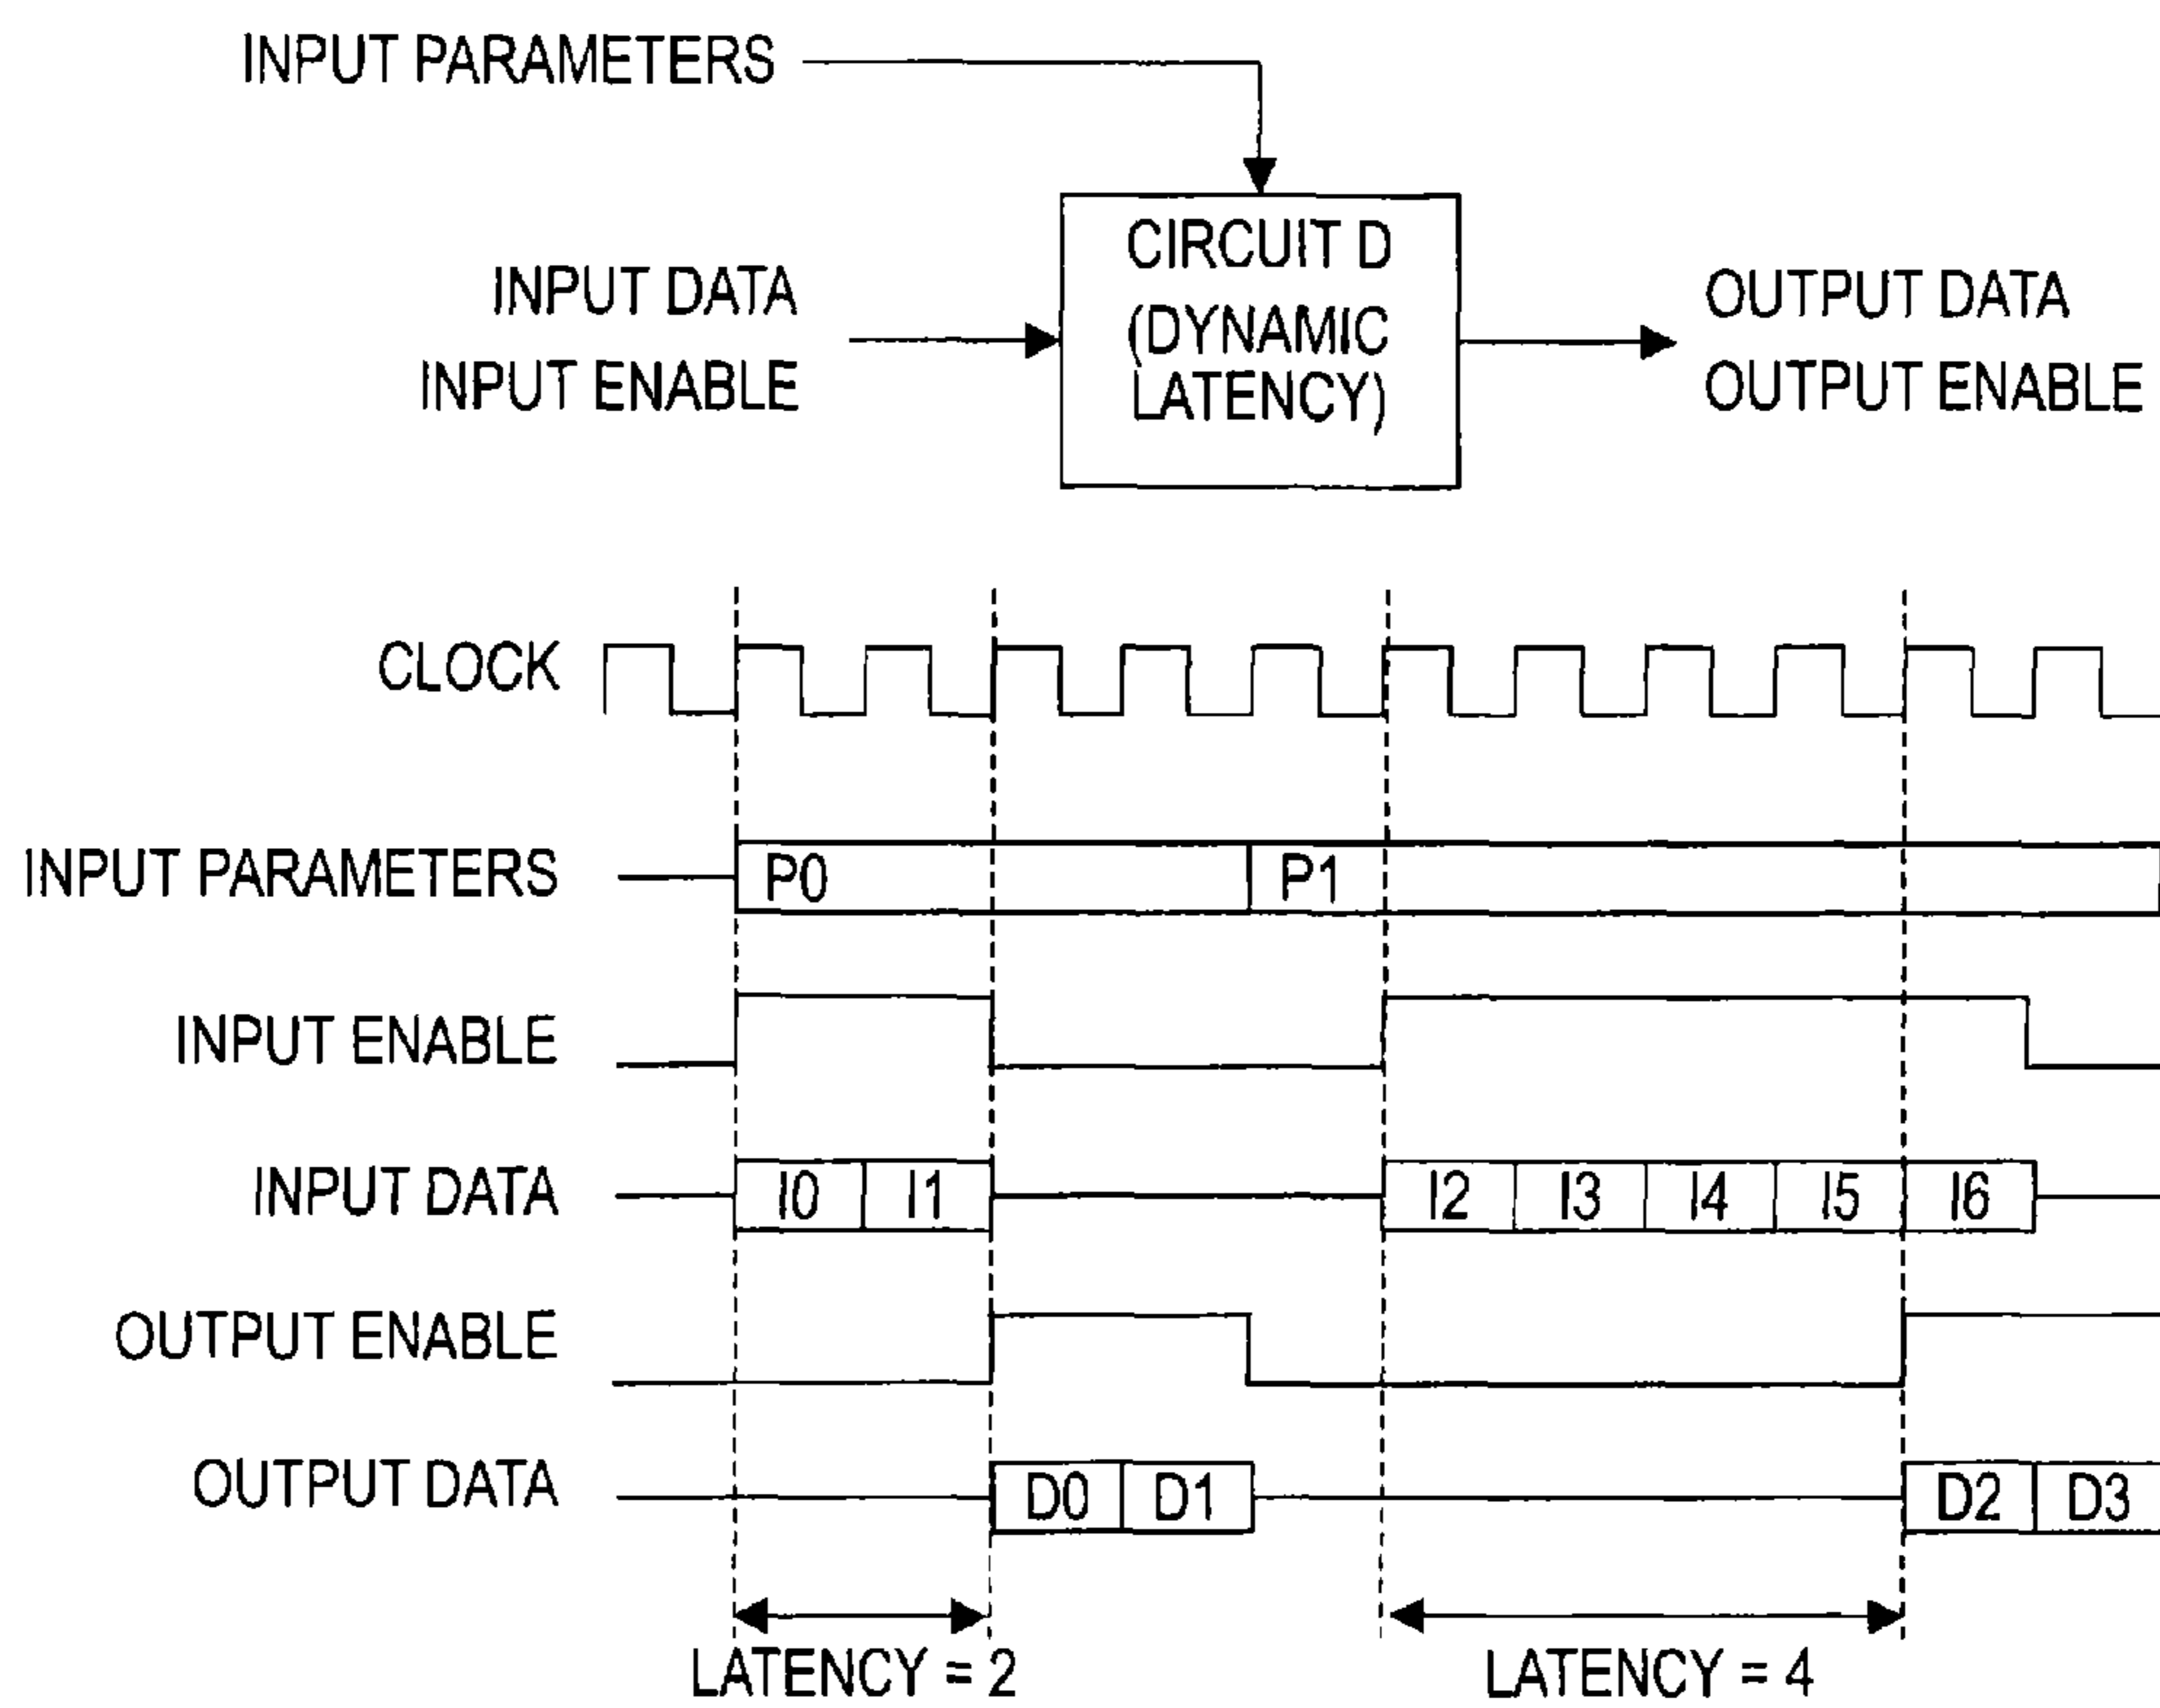 INPUT PARAMETERS
CIRCUIT D
(DYNAMIC
LATENCY)
INPUT DATA
INPUT ENABLE
OUTPUT DATA
OUTPUT ENABLE
CLOCK
INPUT PARAMETERS P0 P1
INPUT ENABLE
INPUT DATA I0 I1 I2 I3 I4 I5 I6
OUTPUT ENABLE
OUTPUT DATA D0 D1 D2 D3
LATENCY = 2 LATENCY = 4